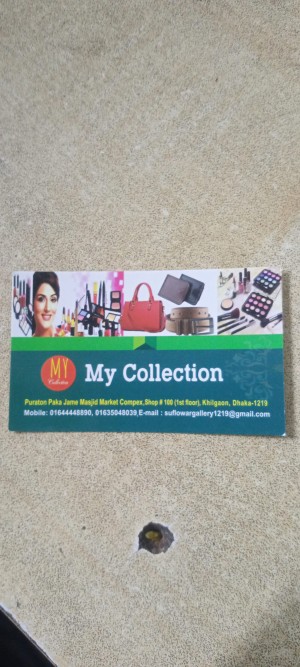 MY
Collection
My Collection
Puraton Paka Jame Masjid Market Compex,Shop # 100 (1st floor), Khilgaon, Dhaka-1219
Mobile: 01644448890, 01635048039,E-mail : suflowargallery1219@gmail.com